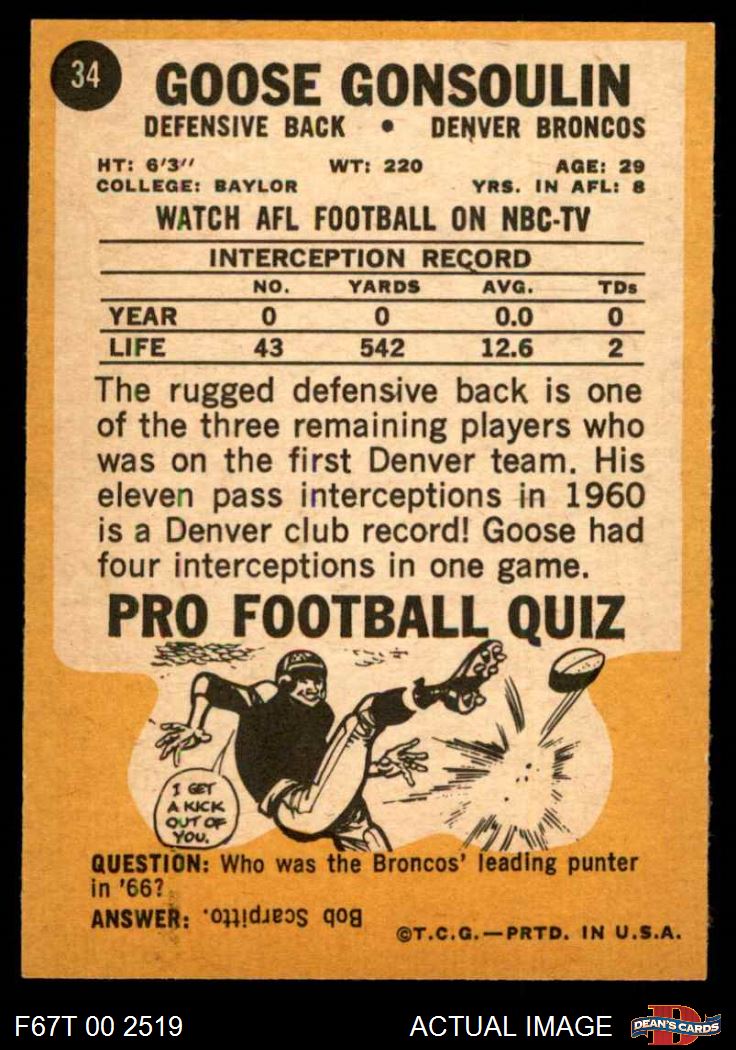 34
GOOSE GONSOULIN
DEFENSIVE BACK • DENVER BRONCOS
HT: 6'3" WT: 220 AGE: 29
COLLEGE: BAYLOR YRS. IN AFL: 8
WATCH AFL FOOTBALL ON NBC-TV
INTERCEPTION RECORD
NO. YARDS AVG. TDs
YEAR 0 0 0.0 0
LIFE 43 542 12.6 2
The rugged defensive back is one
of the three remaining players who
was on the first Denver team. His
eleven pass interceptions in 1960
is a Denver club record! Goose had
four interceptions in one game.
PRO FOOTBALL QUIZ
I GET
A KICK
OUT OF
YOU.
QUESTION: Who was the Broncos' leading punter
in '66?
ANSWER: Bob Scarpitto.
©T.C.G.—PRTD. IN U.S.A.
F67T 00 2519 ACTUAL IMAGE DEAN'S CARDS